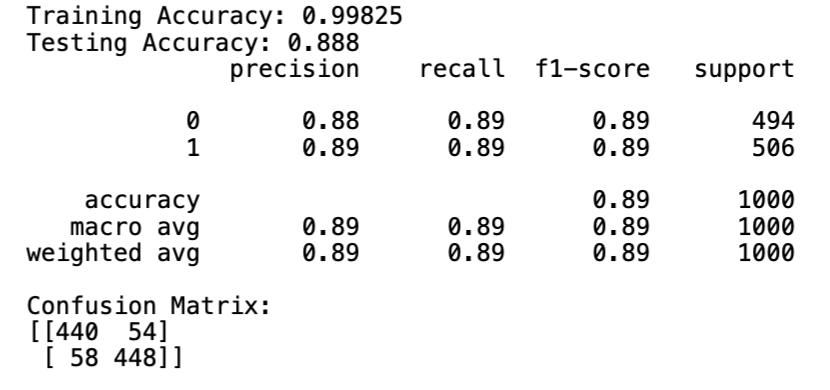 Training Accuracy: 0.99825
Testing Accuracy: 0.888
              precision    recall  f1-score   support

           0       0.88      0.89      0.89       494
           1       0.89      0.89      0.89       506

    accuracy                           0.89      1000
   macro avg       0.89      0.89      0.89      1000
weighted avg       0.89      0.89      0.89      1000

Confusion Matrix:
[[440  54]
 [ 58 448]]